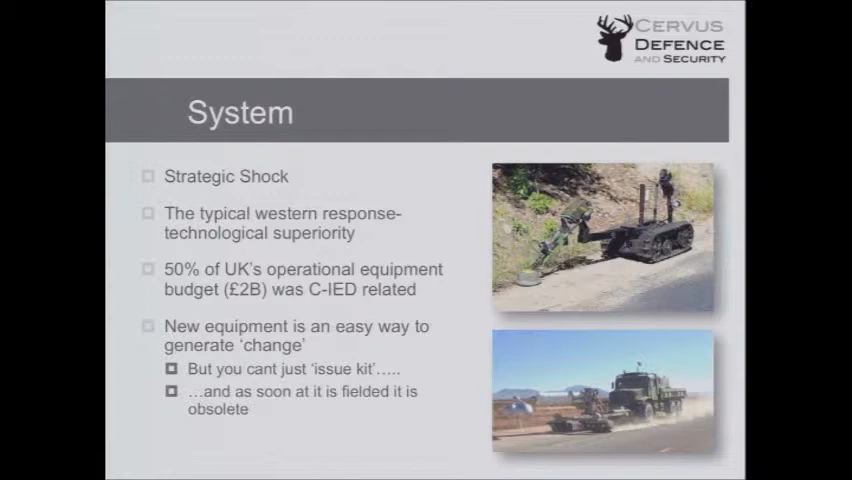 CERVUS
DEFENCE
AND SECURITY
System
Strategic Shock
The typical western response-
technological superiority
50% of UK's operational equipment
budget (£2B) was C-IED related
New equipment is an easy way to
generate 'change'
But you cant just 'issue kit'…..
…and as soon at it is fielded it is
obsolete